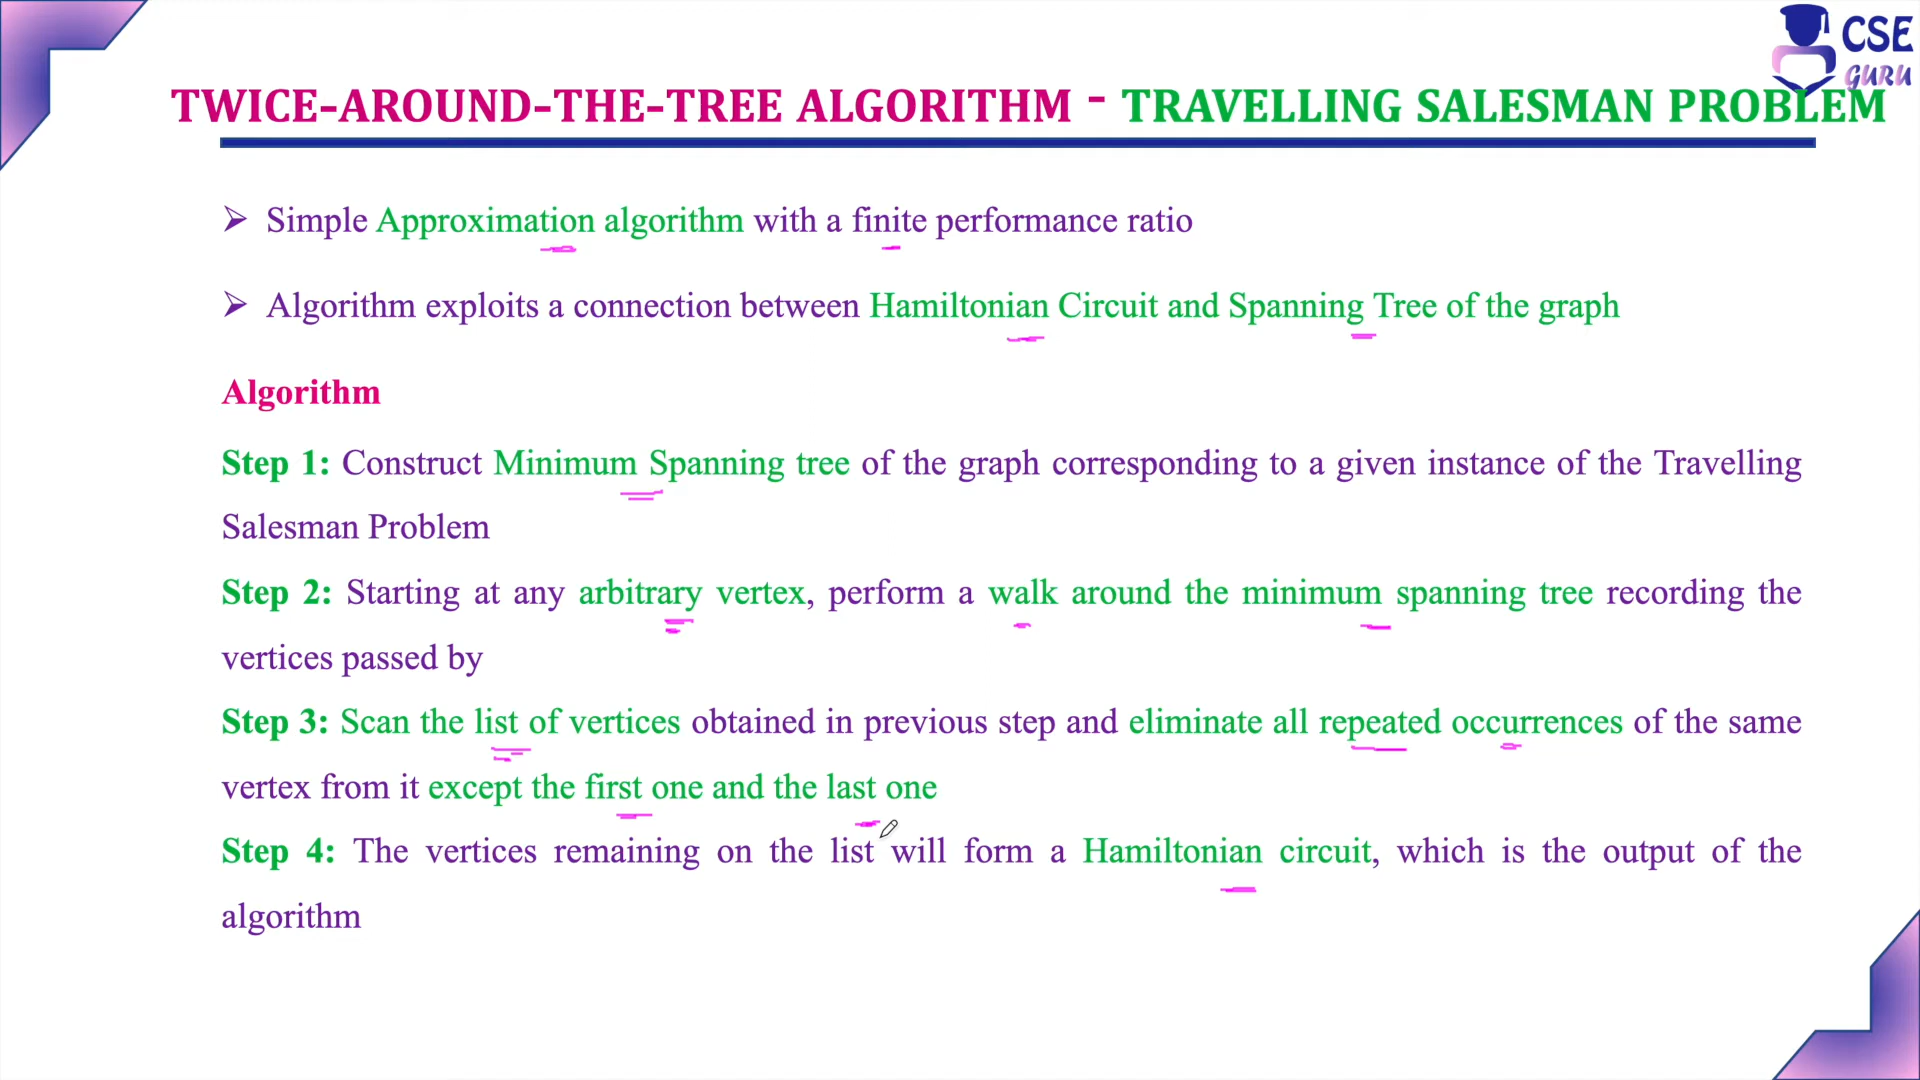 CSE
GURU
TWICE-AROUND-THE-TREE ALGORITHM - TRAVELLING SALESMAN PROBLEM
➢ Simple Approximation algorithm with a finite performance ratio
➢ Algorithm exploits a connection between Hamiltonian Circuit and Spanning Tree of the graph
Algorithm
Step 1: Construct Minimum Spanning tree of the graph corresponding to a given instance of the Travelling
Salesman Problem
Step 2: Starting at any arbitrary vertex, perform a walk around the minimum spanning tree recording the
vertices passed by
Step 3: Scan the list of vertices obtained in previous step and eliminate all repeated occurrences of the same
vertex from it except the first one and the last one
Step 4: The vertices remaining on the list will form a Hamiltonian circuit, which is the output of the
algorithm